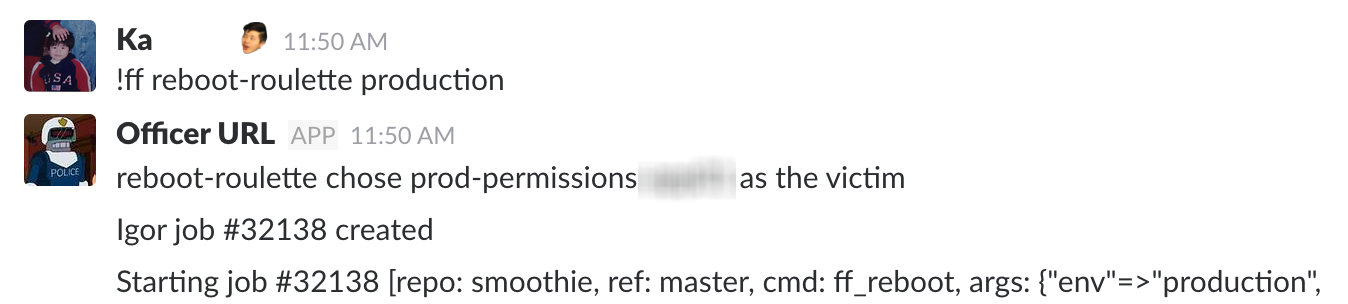 Ka 11:50 AM
!ff reboot-roulette production
Officer URL APP 11:50 AM
reboot-roulette chose prod-permissions as the victim
Igor job #32138 created
Starting job #32138 [repo: smoothie, ref: master, cmd: ff_reboot, args: {"env"=>"production",
USA
POLICE